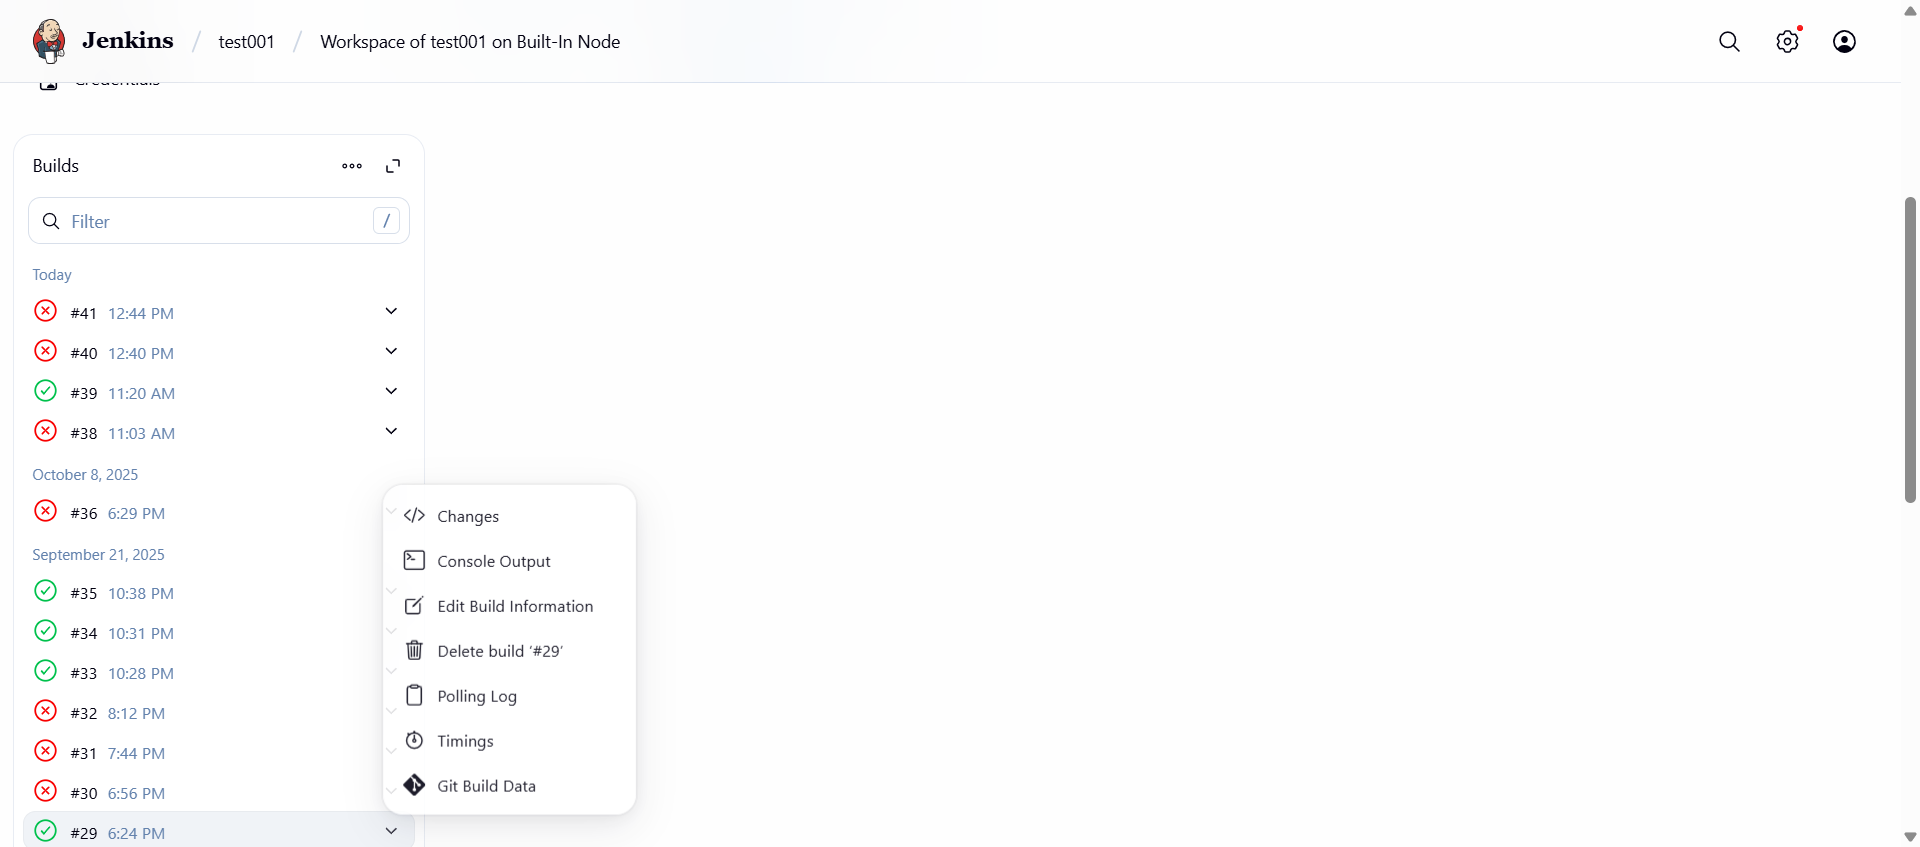 Jenkins / test001 / Workspace of test001 on Built-In Node
Credentials
Builds
Filter /
Today
#41 12:44 PM
#40 12:40 PM
#39 11:20 AM
#38 11:03 AM
October 8, 2025
#36 6:29 PM
September 21, 2025
#35 10:38 PM
#34 10:31 PM
#33 10:28 PM
#32 8:12 PM
#31 7:44 PM
#30 6:56 PM
#29 6:24 PM
Changes
Console Output
Edit Build Information
Delete build ‘#29’
Polling Log
Timings
Git Build Data